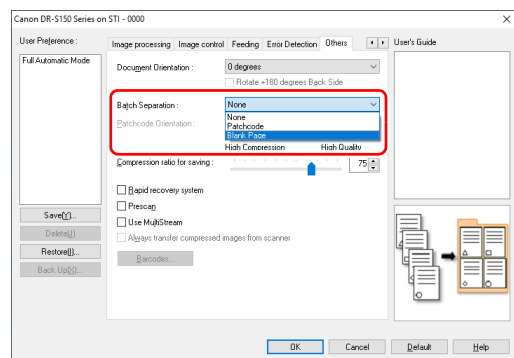 Canon DR-S150 Series on STI - 0000
User Preference :
Full Automatic Mode
Save(Y)...
Delete(J)
Restore(I)...
Back Up(X)...
Image processing Image control Feeding Error Detection Others
Document Orientation : 0 degrees
Rotate +180 degrees Back Side
Batch Separation : None
None
Patchcode Orientation : Patchcode
Blank Page
High Compression High Quality
Compression ratio for saving : 75
Rapid recovery system
Prescan
Use MultiStream
Always transfer compressed images from scanner
Barcodes...
User's Guide
OK Cancel Default Help